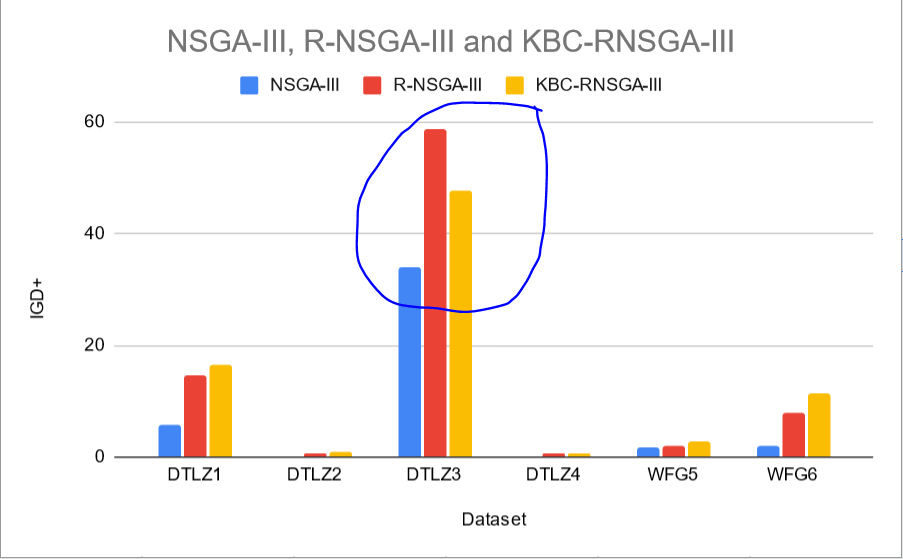 NSGA-III, R-NSGA-III and KBC-RNSGA-III
NSGA-III R-NSGA-III KBC-RNSGA-III
60
40
20
0
IGD+
DTLZ1 DTLZ2 DTLZ3 DTLZ4 WFG5 WFG6
Dataset